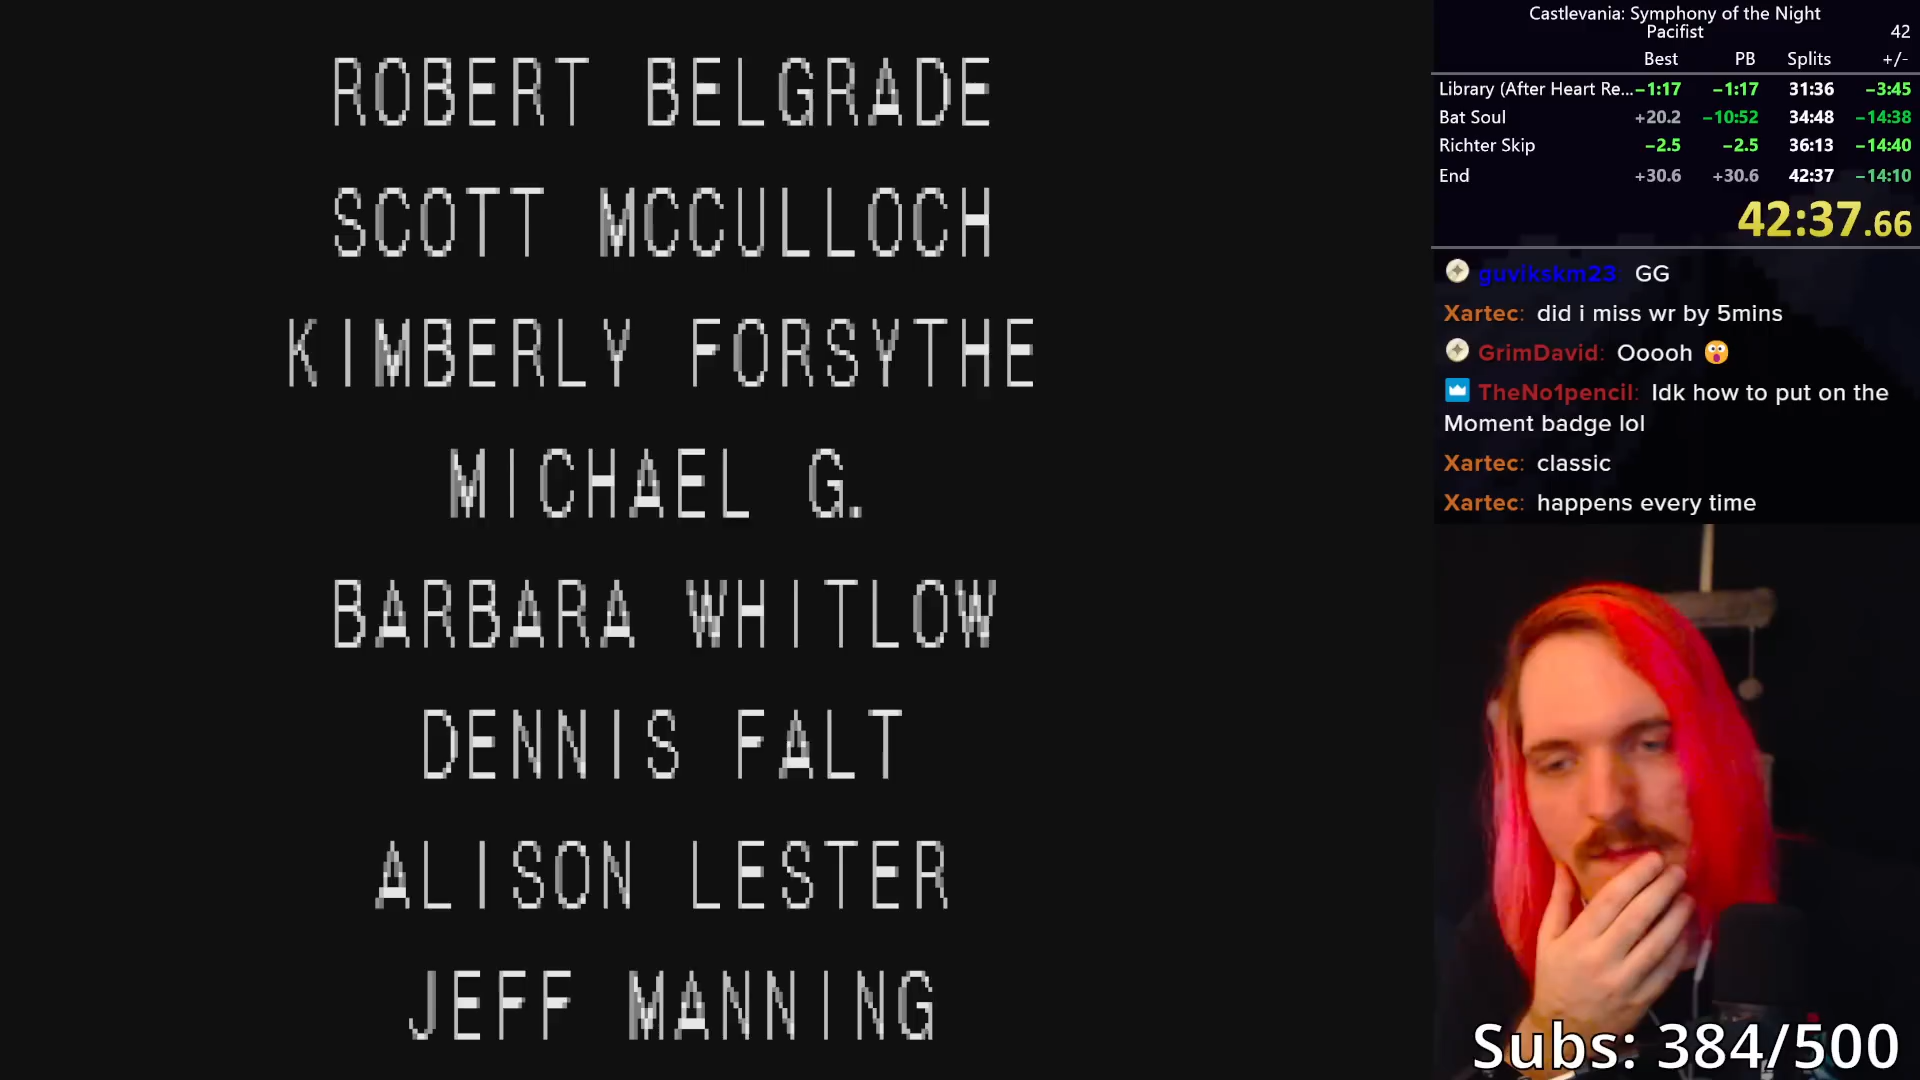 ROBERT BELGRADE
SCOTT MCCULLOCH
KIMBERLY FORSYTHE
MICHAEL G.
BARBARA WHITLOW
DENNIS FALT
ALISON LESTER
JEFF MANNING
Castlevania: Symphony of the Night
Pacifist 42
Best PB Splits +/-
Library (After Heart Re... −1:17 −1:17 31:36 −3:45
Bat Soul +20.2 −10:52 34:48 −14:38
Richter Skip −2.5 −2.5 36:13 −14:40
End +30.6 +30.6 42:37 −14:10
42:37.66
guvikskm23 GG
Xartec: did i miss wr by 5mins
GrimDavid: Ooooh
TheNo1pencil: Idk how to put on the
Moment badge lol
Xartec: classic
Xartec: happens every time
Subs: 384/500